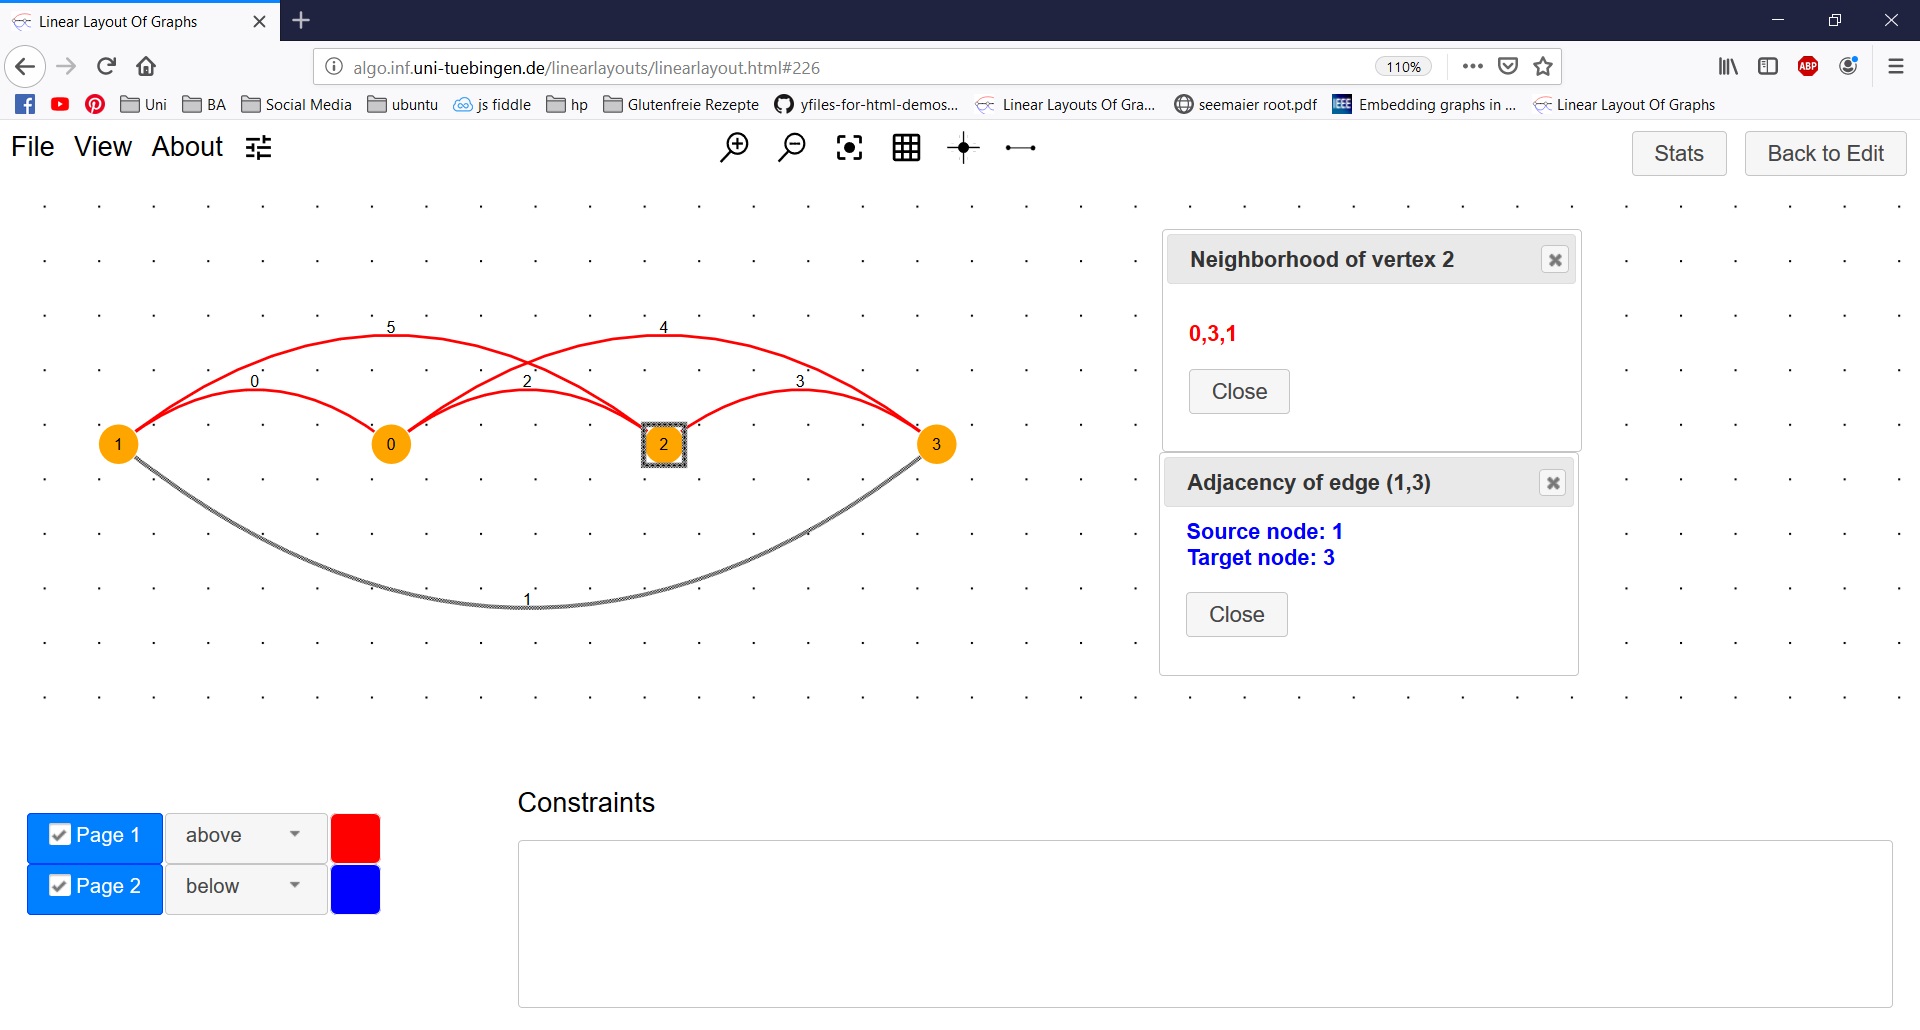 Linear Layout Of Graphs
algo.inf.uni-tuebingen.de/linearlayouts/linearlayout.html#226
110%
ABP
Uni
BA
Social Media
ubuntu
js fiddle
hp
Glutenfreie Rezepte
yfiles-for-html-demos...
Linear Layouts Of Gra...
seemaier root.pdf
IEEE
Embedding graphs in ...
Linear Layout Of Graphs
File View About
Stats
Back to Edit
Neighborhood of vertex 2
0,3,1
Close
5
4
0
2
3
1
0
2
3
1
Adjacency of edge (1,3)
Source node: 1
Target node: 3
Close
Constraints
Page 1
above
Page 2
below